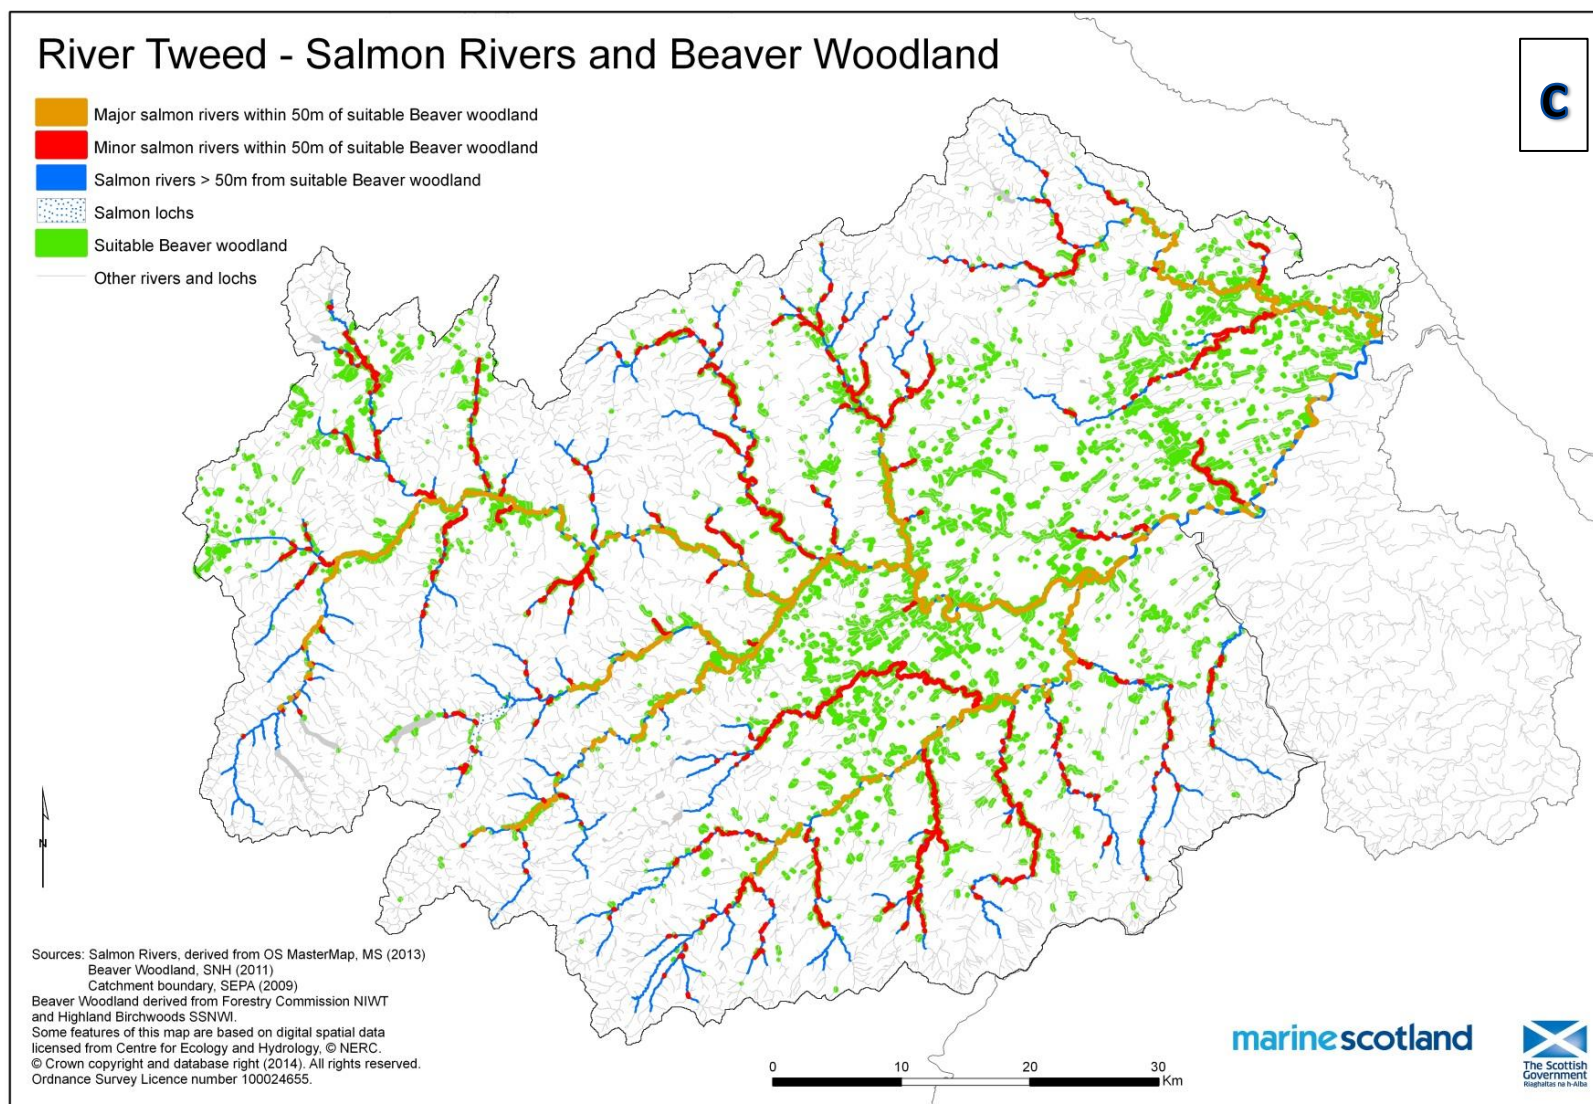 River Tweed - Salmon Rivers and Beaver Woodland
C
Major salmon rivers within 50m of suitable Beaver woodland
Minor salmon rivers within 50m of suitable Beaver woodland
Salmon rivers > 50m from suitable Beaver woodland
Salmon lochs
Suitable Beaver woodland
Other rivers and lochs
N
Sources: Salmon Rivers, derived from OS MasterMap, MS (2013)
Beaver Woodland, SNH (2011)
Catchment boundary, SEPA (2009)
Beaver Woodland derived from Forestry Commission NIWT
and Highland Birchwoods SSNWI.
Some features of this map are based on digital spatial data
licensed from Centre for Ecology and Hydrology, © NERC.
© Crown copyright and database right (2014). All rights reserved.
Ordnance Survey Licence number 100024655.
0 10 20 30
Km
marinescotland
The Scottish
Government
Riaghaltas na h-Alba